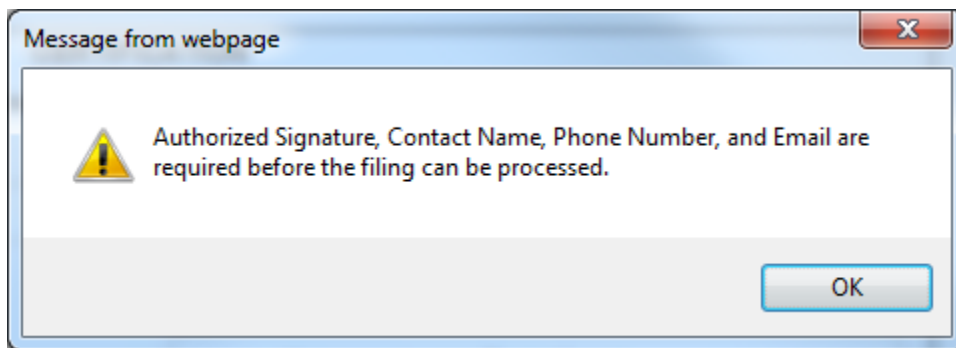 Message from webpage
Authorized Signature, Contact Name, Phone Number, and Email are
required before the filing can be processed.
OK